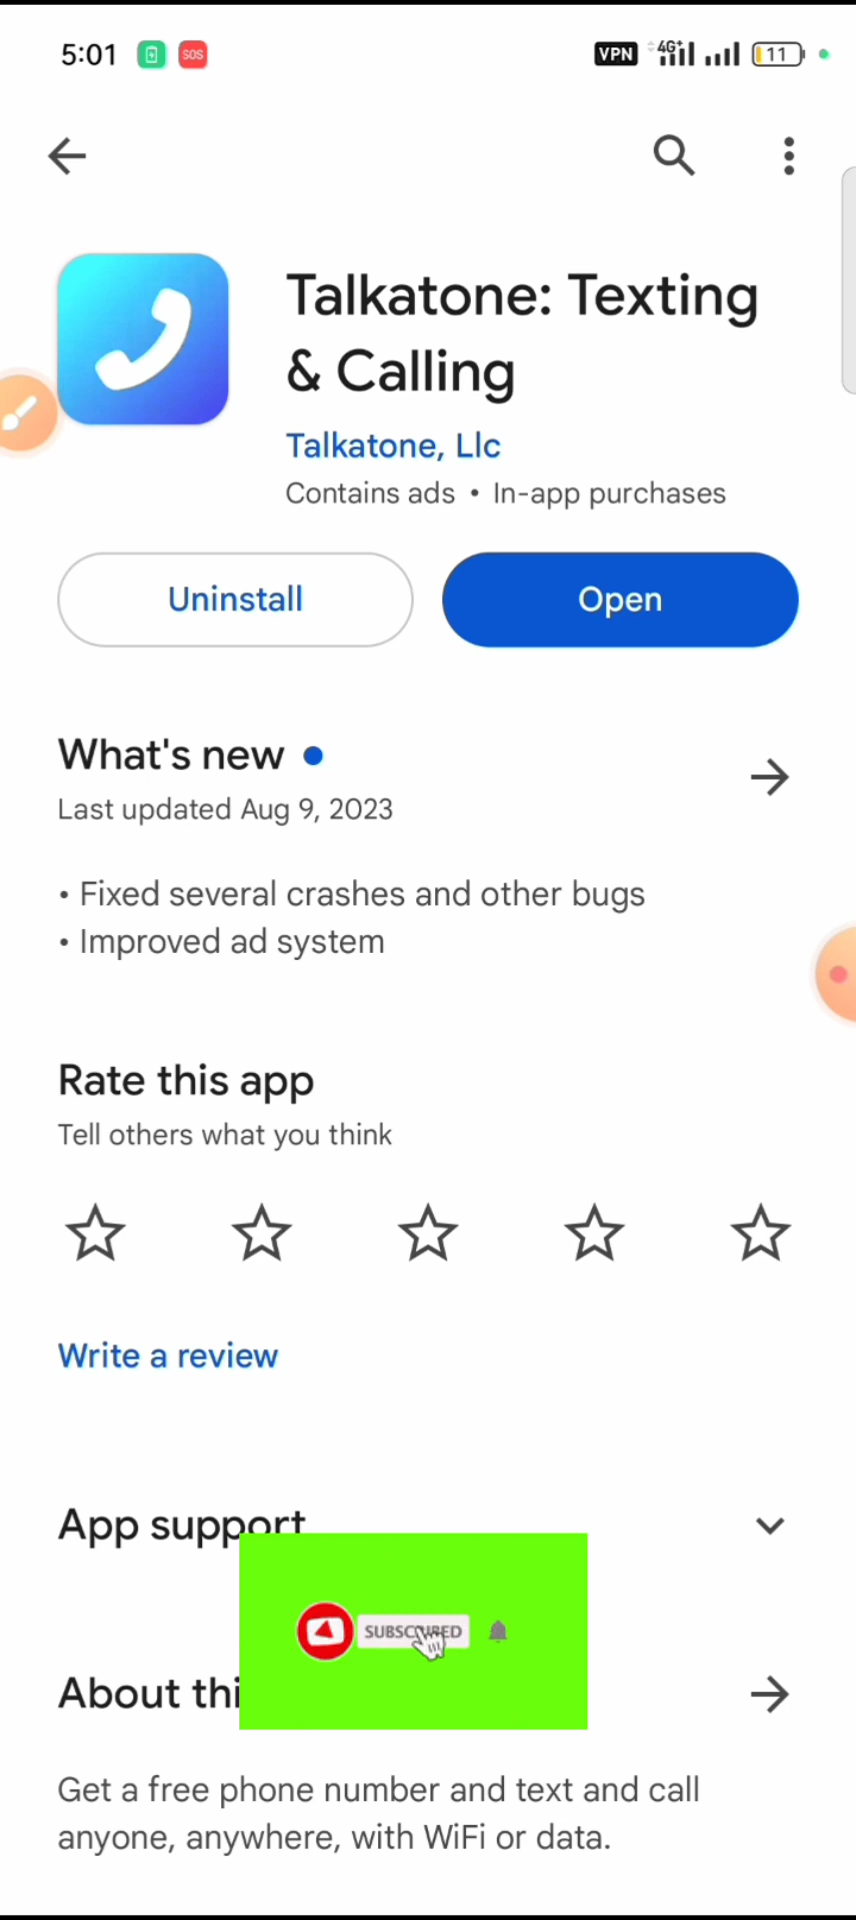 5:01 SOS VPN 4G+ 11
Talkatone: Texting
& Calling
Talkatone, Llc
Contains ads • In-app purchases
Uninstall
Open
What's new
Last updated Aug 9, 2023
• Fixed several crashes and other bugs
• Improved ad system
Rate this app
Tell others what you think
Write a review
App support
SUBSCRIBED
About thi
Get a free phone number and text and call
anyone, anywhere, with WiFi or data.